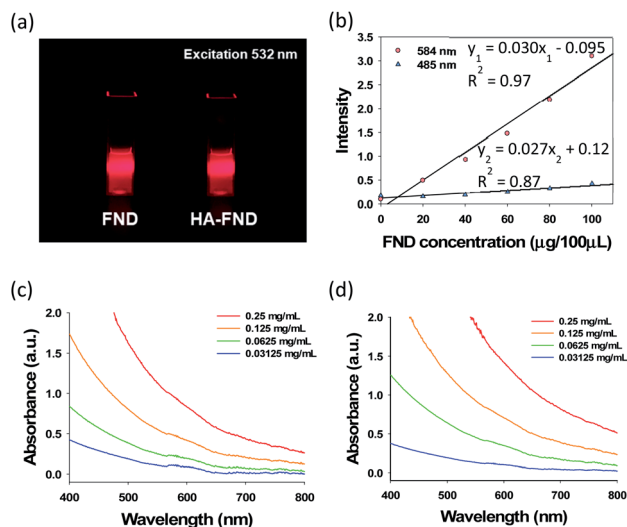 (a)
Excitation 532 nm
FND HA-FND
(b)
584 nm
485 nm
y1 = 0.030x1 - 0.095
R2 = 0.97
y2 = 0.027x2 + 0.12
R2 = 0.87
Intensity
3.5
3.0
2.5
2.0
1.5
1.0
0.5
0.0
0 20 40 60 80 100
FND concentration (µg/100µL)
(c)
0.25 mg/mL
0.125 mg/mL
0.0625 mg/mL
0.03125 mg/mL
Absorbance (a.u.)
2.0
1.5
1.0
0.5
0.0
400 500 600 700 800
Wavelength (nm)
(d)
0.25 mg/mL
0.125 mg/mL
0.0625 mg/mL
0.03125 mg/mL
Absorbance (a.u.)
2.0
1.5
1.0
0.5
0.0
400 500 600 700 800
Wavelength (nm)